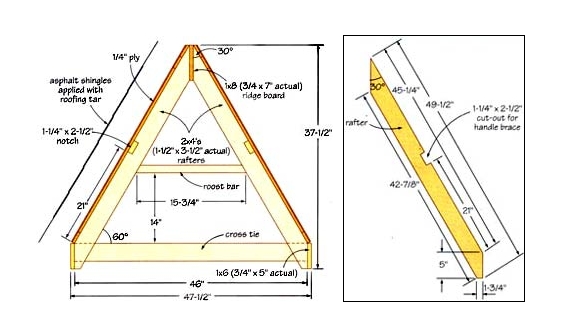 1/4" ply
30°
asphalt shingles
applied with
roofing tar
1x8 (3/4 x 7" actual)
ridge board
1-1/4" x 2-1/2"
notch
2x4's
(1-1/2" x 3-1/2" actual)
rafters
37-1/2"
roost bar
15-3/4"
21"
14"
60°
cross tie
1x6 (3/4" x 5" actual)
46"
47-1/2"
30°
45-1/4"
49-1/2"
1-1/4" x 2-1/2"
cut-out for
handle brace
rafter
42-7/8"
21"
5"
1-3/4"